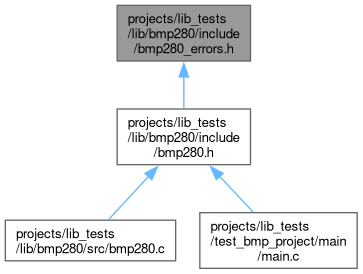 projects/lib_tests
/lib/bmp280/include
/bmp280_errors.h
projects/lib_tests
/lib/bmp280/include
/bmp280.h
projects/lib_tests
/lib/bmp280/src/bmp280.c
projects/lib_tests
/test_bmp_project/main
/main.c